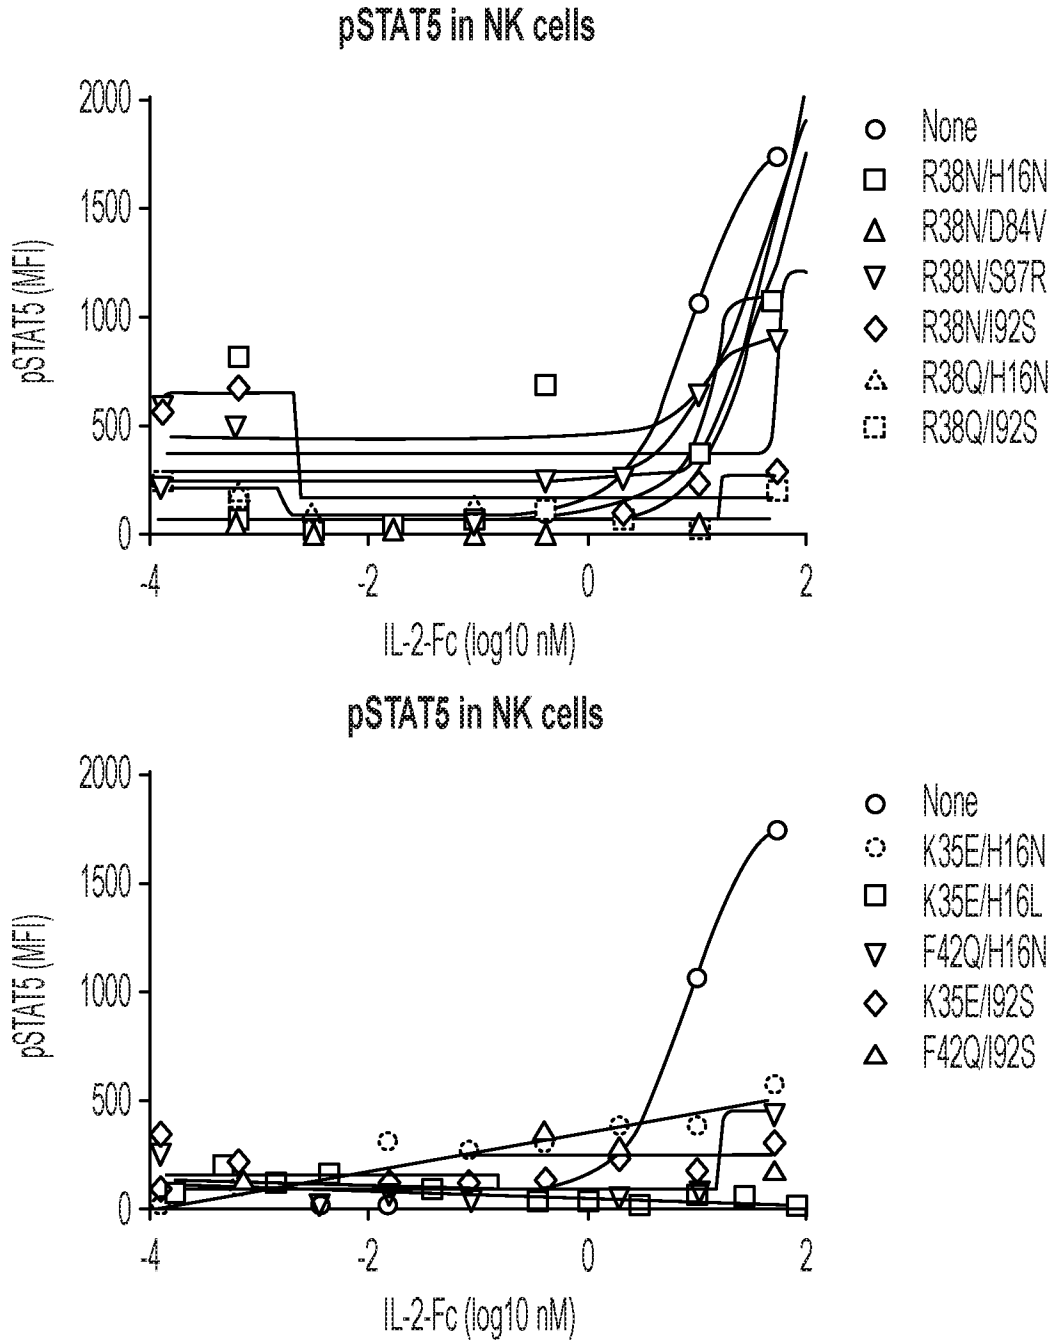 pSTAT5 in NK cells
2000
1500
1000
500
0
pSTAT5 (MFI)
-4
-2
0
2
IL-2-Fc (log10 nM)
None
R38N/H16N
R38N/D84V
R38N/S87R
R38N/I92S
R38Q/H16N
R38Q/I92S
pSTAT5 in NK cells
2000
1500
1000
500
0
pSTAT5 (MFI)
-4
-2
0
2
IL-2-Fc (log10 nM)
None
K35E/H16N
K35E/H16L
F42Q/H16N
K35E/I92S
F42Q/I92S